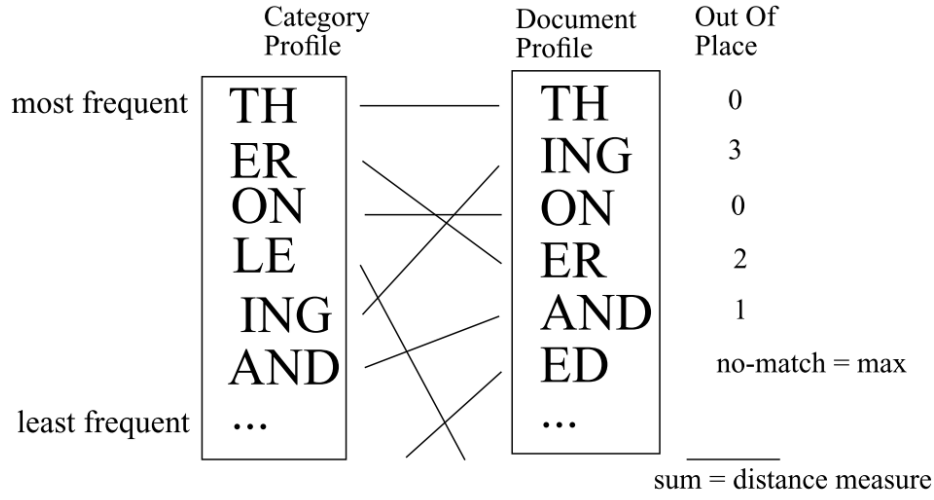 Category
Profile
Document
Profile
Out Of
Place
most frequent
TH
ER
ON
LE
ING
AND
...
least frequent
TH
ING
ON
ER
AND
ED
...
0
3
0
2
1
no-match = max
sum = distance measure